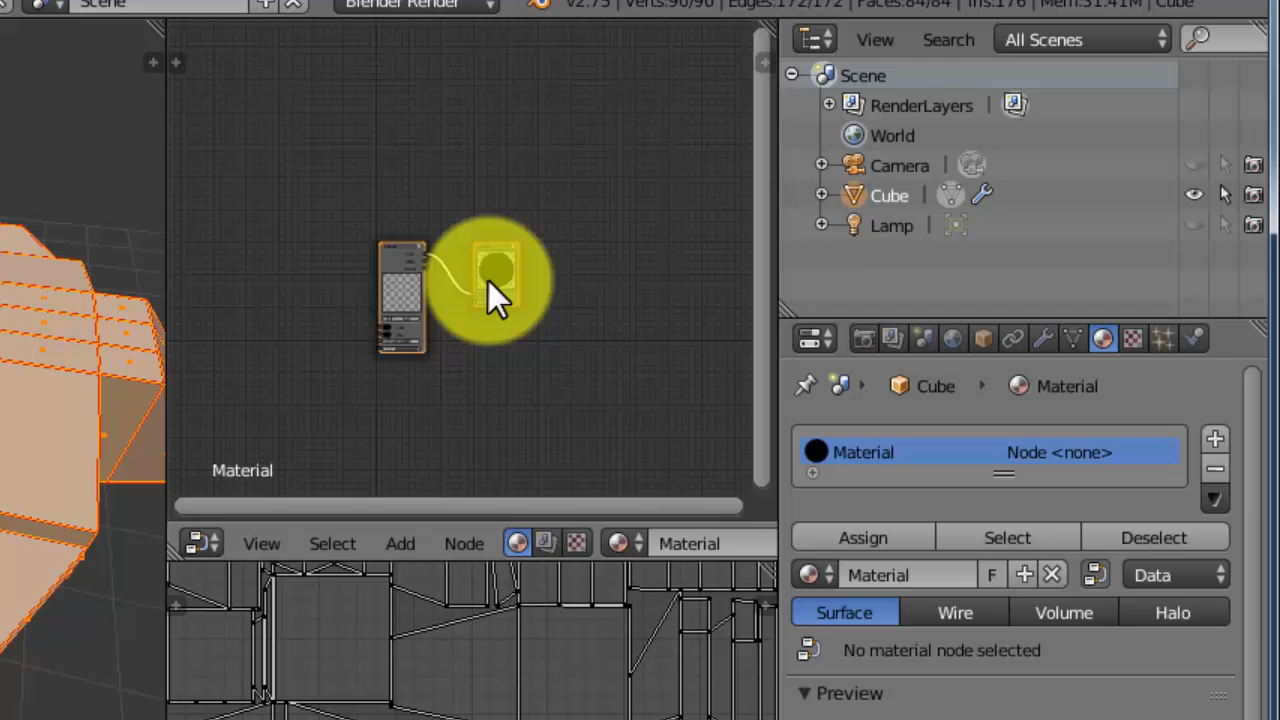 Scene
Blender Render
v2.75 | Verts:90/90 | Edges:172/172 | Faces:84/84 | Tris:176 | Mem:31.41M | Cube
View Search All Scenes
Scene
RenderLayers
World
Camera
Cube
Lamp
Cube Material
Material Node <none>
Material
Assign Select Deselect
View Select Add Node Material
Material F Data
Surface Wire Volume Halo
No material node selected
Preview